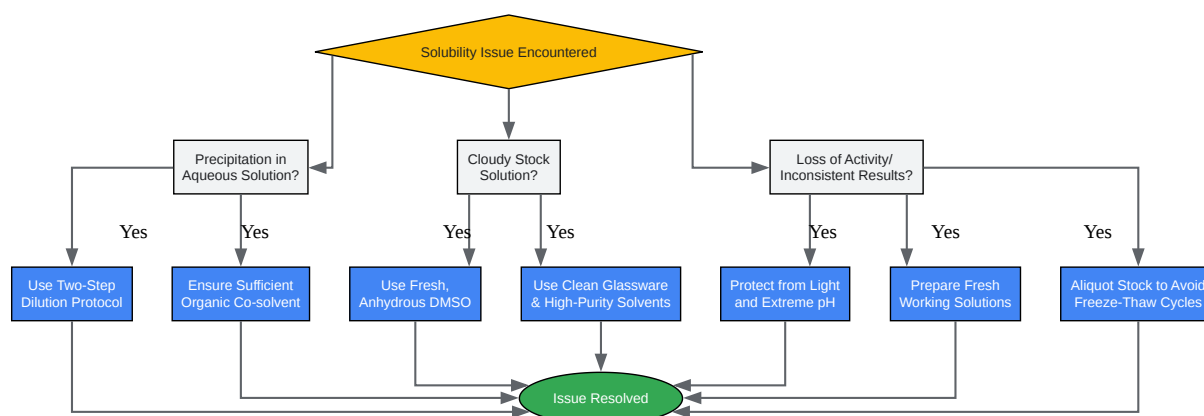 Solubility Issue Encountered
Precipitation in
Aqueous Solution?
Cloudy Stock
Solution?
Loss of Activity/
Inconsistent Results?
Yes
Yes
Yes
Yes
Yes
Yes
Yes
Use Two-Step
Dilution Protocol
Ensure Sufficient
Organic Co-solvent
Use Fresh,
Anhydrous DMSO
Use Clean Glassware
& High-Purity Solvents
Protect from Light
and Extreme pH
Prepare Fresh
Working Solutions
Aliquot Stock to Avoid
Freeze-Thaw Cycles
Issue Resolved